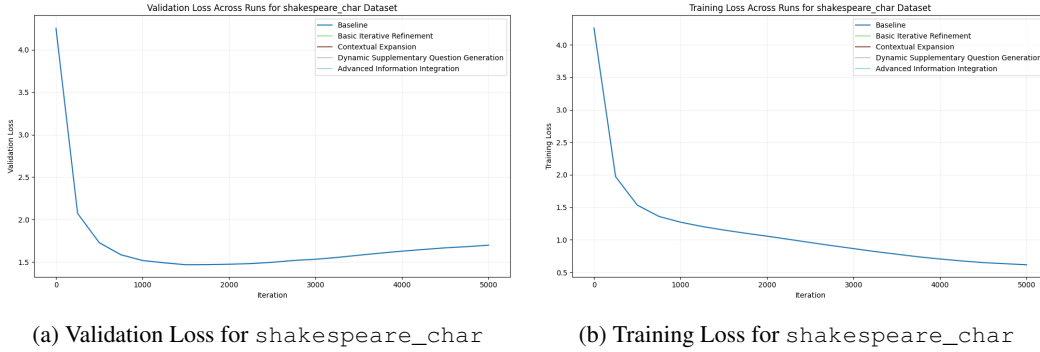 Validation Loss Across Runs for shakespeare_char Dataset
Baseline
Basic Iterative Refinement
Contextual Expansion
Dynamic Supplementary Question Generation
Advanced Information Integration
4.0
3.5
3.0
2.5
2.0
1.5
Validation Loss
0 1000 2000 3000 4000 5000
Iteration
(a) Validation Loss for shakespeare_char
Training Loss Across Runs for shakespeare_char Dataset
Baseline
Basic Iterative Refinement
Contextual Expansion
Dynamic Supplementary Question Generation
Advanced Information Integration
4.0
3.5
3.0
2.5
2.0
1.5
1.0
0.5
Training Loss
0 1000 2000 3000 4000 5000
Iteration
(b) Training Loss for shakespeare_char